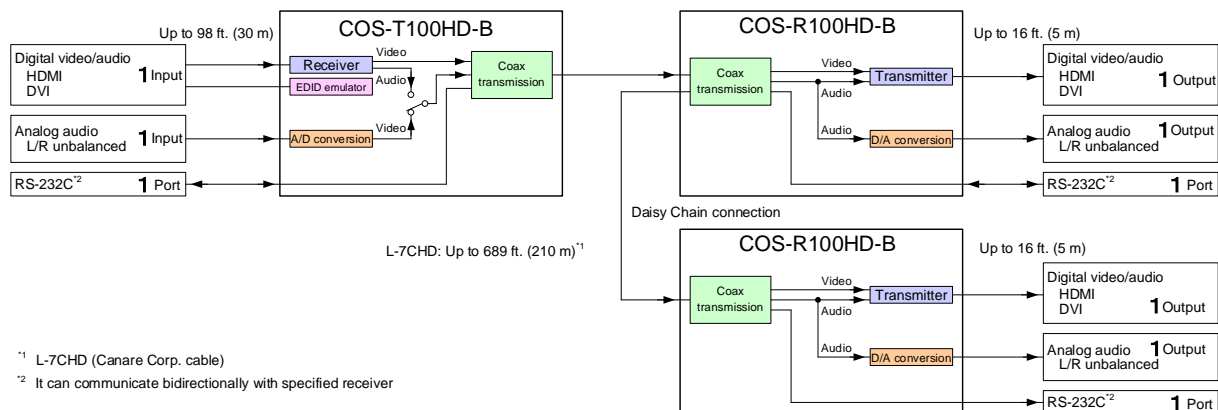 COS-T100HD-B
Up to 98 ft. (30 m)
Digital video/audio
HDMI
DVI
1 Input
Receiver
EDID emulator
Video
Audio
Coax
transmission
Analog audio
L/R unbalanced
1 Input
A/D conversion
Video
RS-232C*2
1 Port
COS-R100HD-B
Up to 16 ft. (5 m)
Coax
transmission
Video
Audio
Transmitter
Digital video/audio
HDMI
DVI
1 Output
Audio
D/A conversion
Analog audio
L/R unbalanced
1 Output
RS-232C*2
1 Port
Daisy Chain connection
L-7CHD: Up to 689 ft. (210 m)*1
COS-R100HD-B
Up to 16 ft. (5 m)
Coax
transmission
Video
Audio
Transmitter
Digital video/audio
HDMI
DVI
1 Output
Audio
D/A conversion
Analog audio
L/R unbalanced
1 Output
RS-232C*2
1 Port
*1 L-7CHD (Canare Corp. cable)
*2 It can communicate bidirectionally with specified receiver